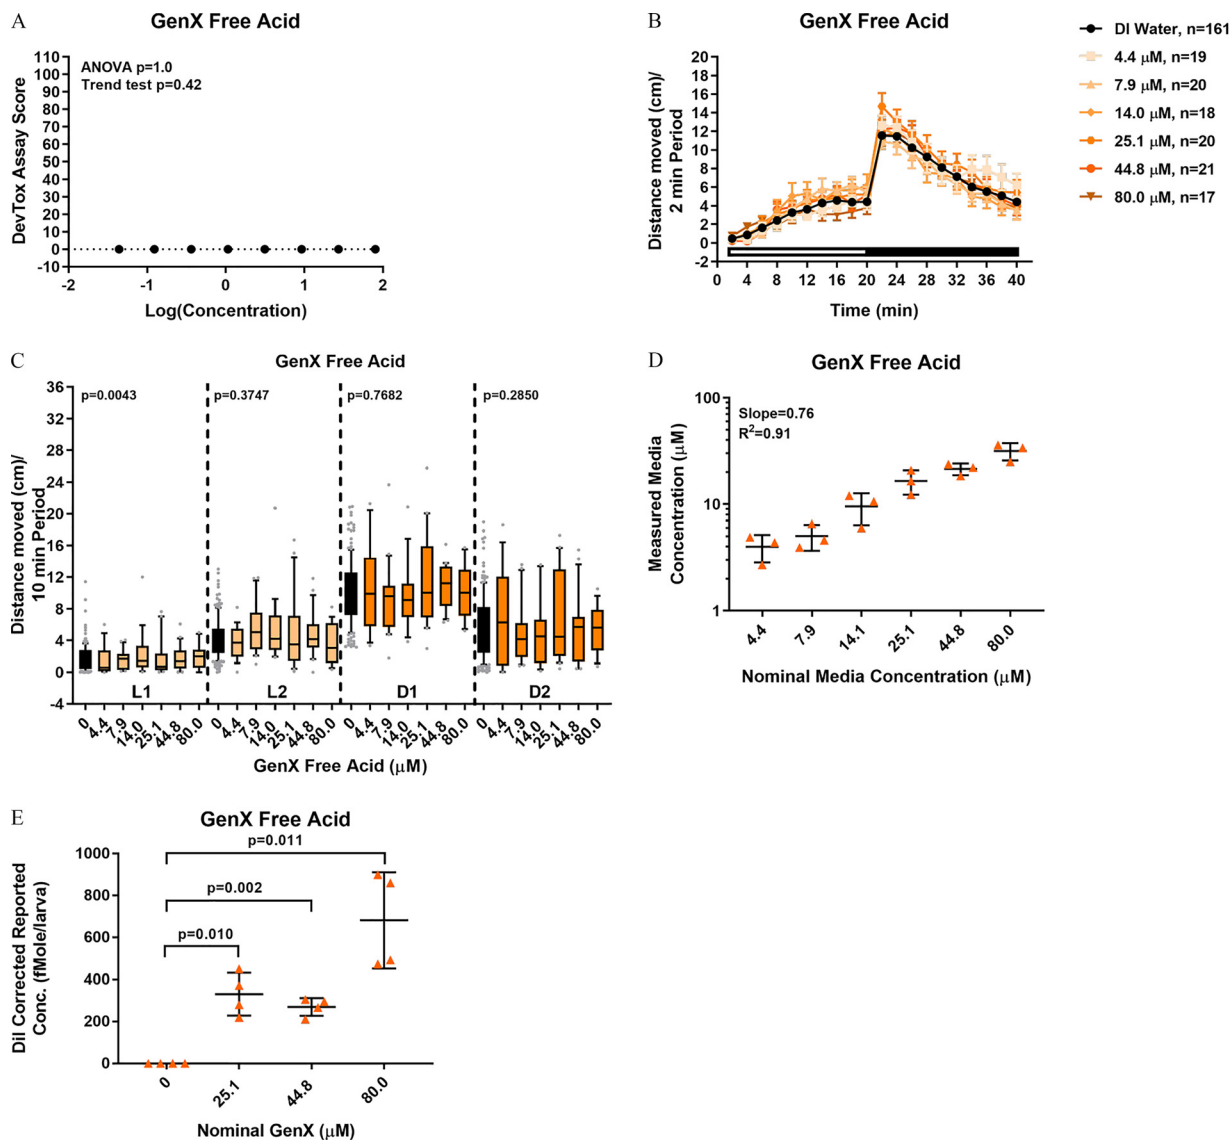 A
GenX Free Acid
ANOVA p=1.0
Trend test p=0.42
DevTox Assay Score
110
100
90
80
70
60
50
40
30
20
10
0
-10
-2 -1 0 1 2
Log(Concentration)
B
GenX Free Acid
Distance moved (cm)/
2 min Period
20
18
16
14
12
10
8
6
4
2
0
-2
0 4 8 12 16 20 24 28 32 36 40
Time (min)
DI Water, n=161
4.4 µM, n=19
7.9 µM, n=20
14.0 µM, n=18
25.1 µM, n=20
44.8 µM, n=21
80.0 µM, n=17
C
GenX Free Acid
p=0.0043 p=0.3747 p=0.7682 p=0.2850
Distance moved (cm)/
10 min Period
36
32
28
24
20
16
12
8
4
0
-4
L1 L2 D1 D2
0 4.4 7.9 14.0 25.1 44.8 80.0 0 4.4 7.9 14.0 25.1 44.8 80.0 0 4.4 7.9 14.0 25.1 44.8 80.0 0 4.4 7.9 14.0 25.1 44.8 80.0
GenX Free Acid (µM)
D
GenX Free Acid
Slope=0.76
R²=0.91
Measured Media
Concentration (µM)
100
10
1
4.4 7.9 14.1 25.1 44.8 80.0
Nominal Media Concentration (µM)
E
GenX Free Acid
p=0.011
p=0.002
p=0.010
Dil Corrected Reported
Conc. (fMole/larva)
1000
800
600
400
200
0
0 25.1 44.8 80.0
Nominal GenX (µM)